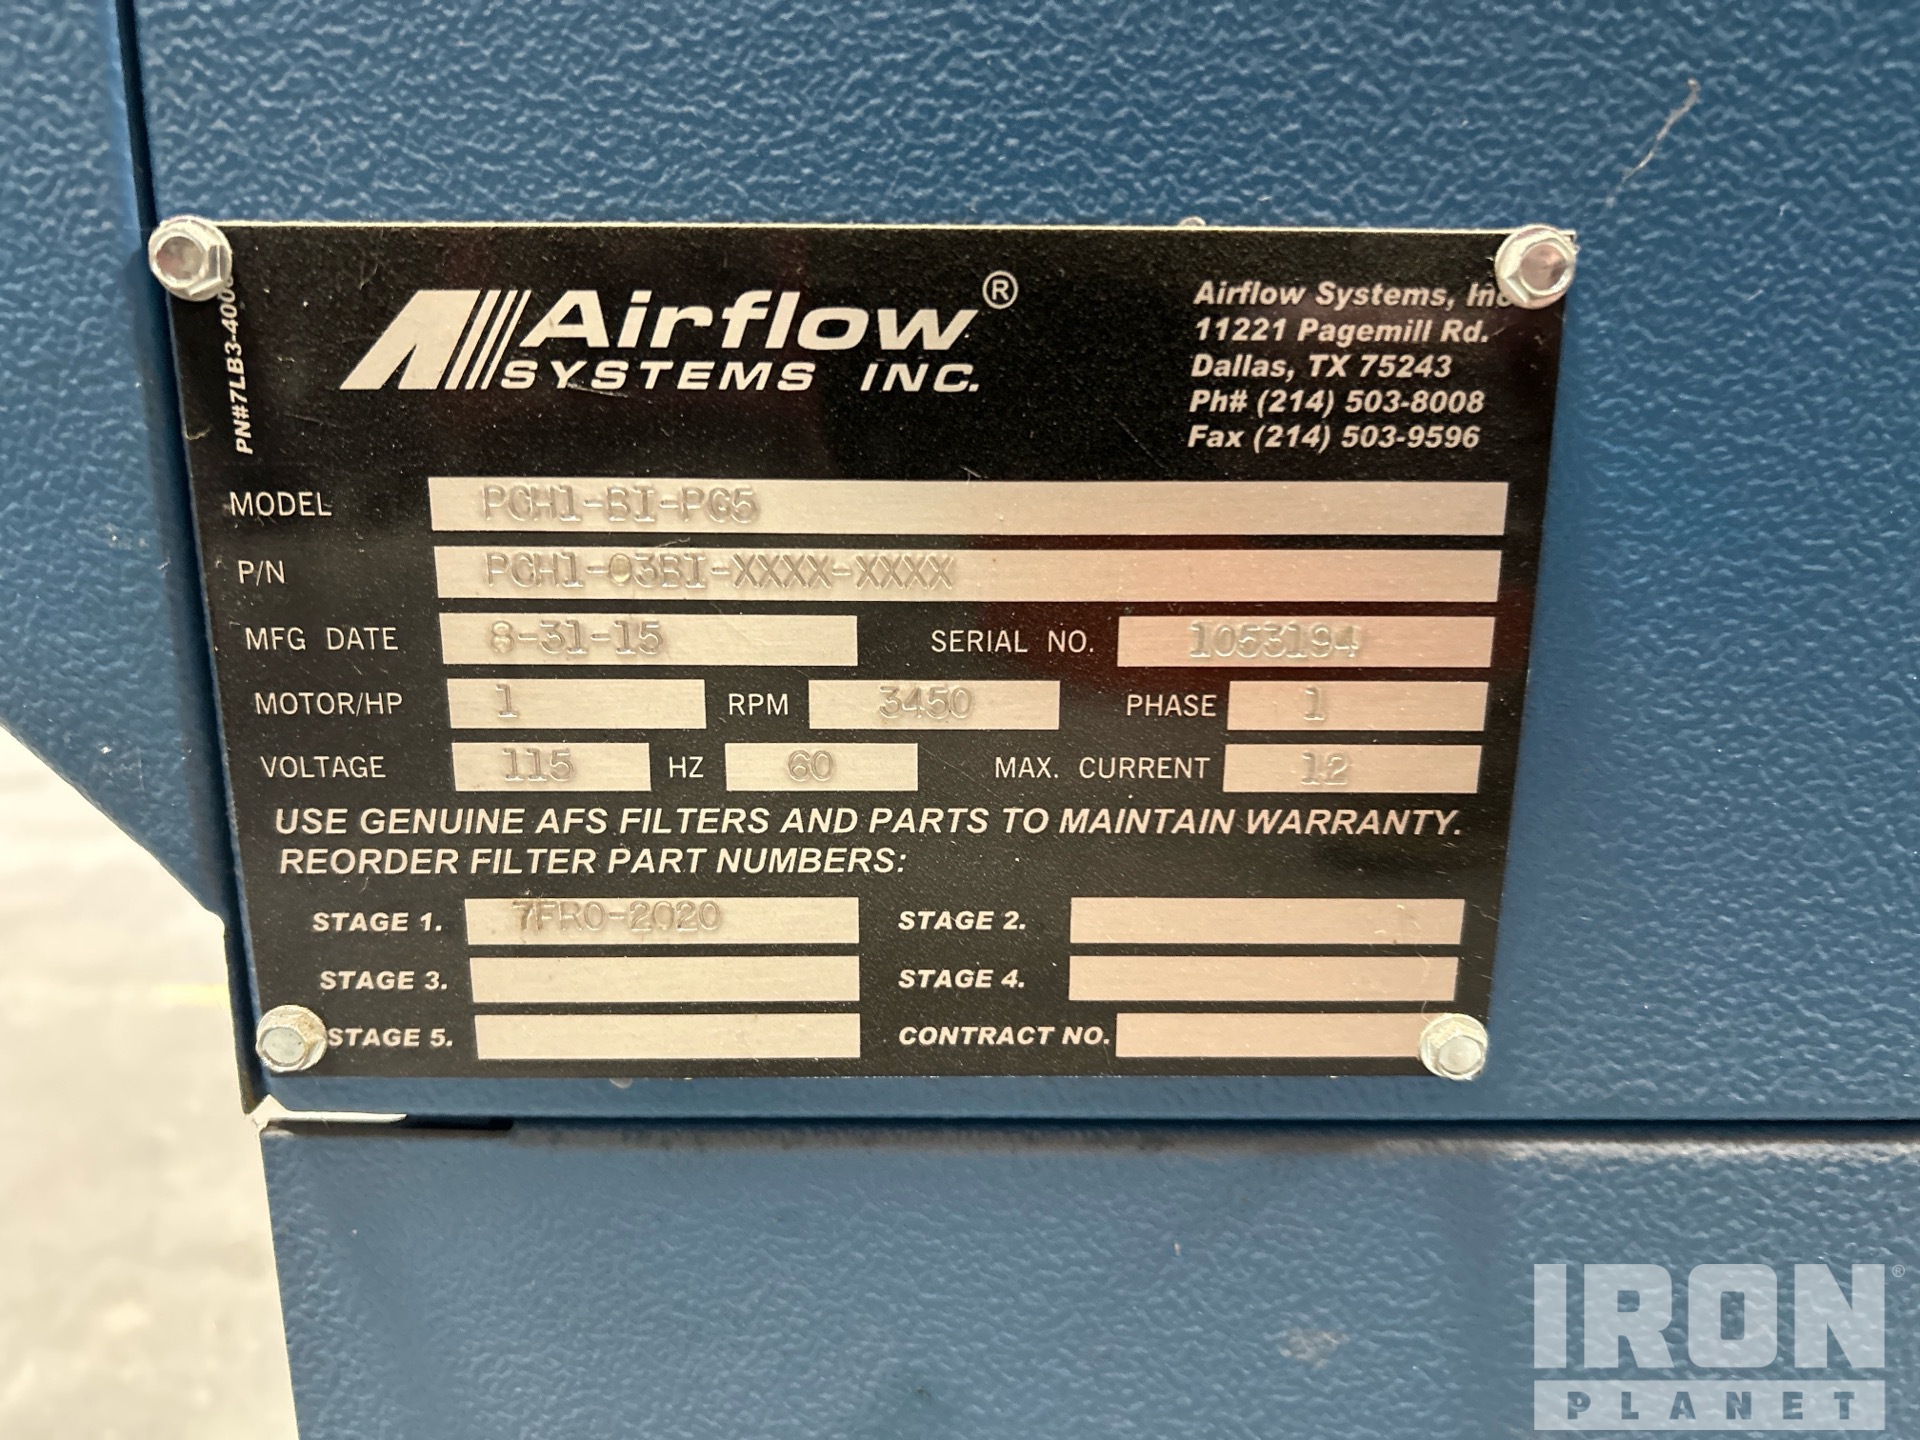 Airflow®
SYSTEMS INC.
Airflow Systems, Inc
11221 Pagemill Rd.
Dallas, TX 75243
Ph# (214) 503-8008
Fax (214) 503-9596
MODEL PCH1-BI-PG5
P/N PCH1-03BI-XXXX-XXXX
MFG DATE 8-31-15 SERIAL NO. 1053194
MOTOR/HP 1 RPM 3450 PHASE 1
VOLTAGE 115 HZ 60 MAX. CURRENT 12
USE GENUINE AFS FILTERS AND PARTS TO MAINTAIN WARRANTY.
REORDER FILTER PART NUMBERS:
STAGE 1. 7FR0-2020 STAGE 2.
STAGE 3. STAGE 4.
STAGE 5. CONTRACT NO.
IRON®
PLANET